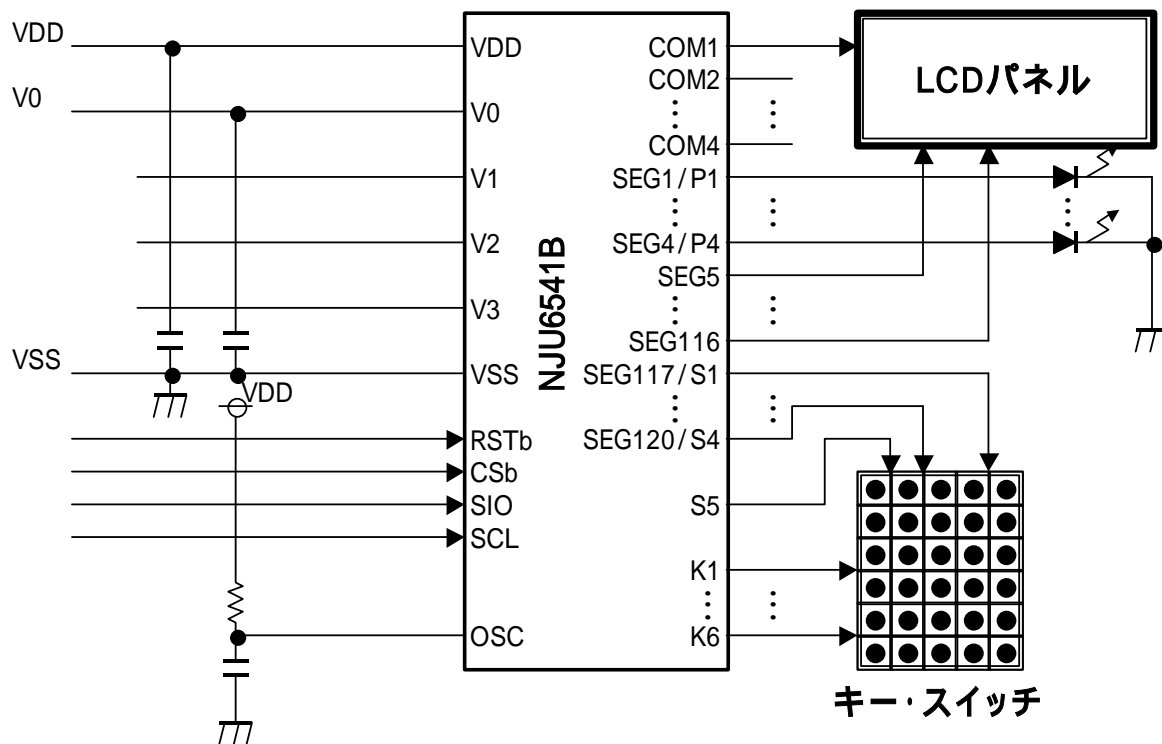 VDD
V0
VSS
VDD
VDD
V0
V1
V2
V3
VSS
RSTb
CSb
SIO
SCL
OSC
NJU6541B
COM1
COM2
COM4
SEG1/P1
SEG4/P4
SEG5
SEG116
SEG117/S1
SEG120/S4
S5
K1
K6
LCDパネル
キー・スイッチ